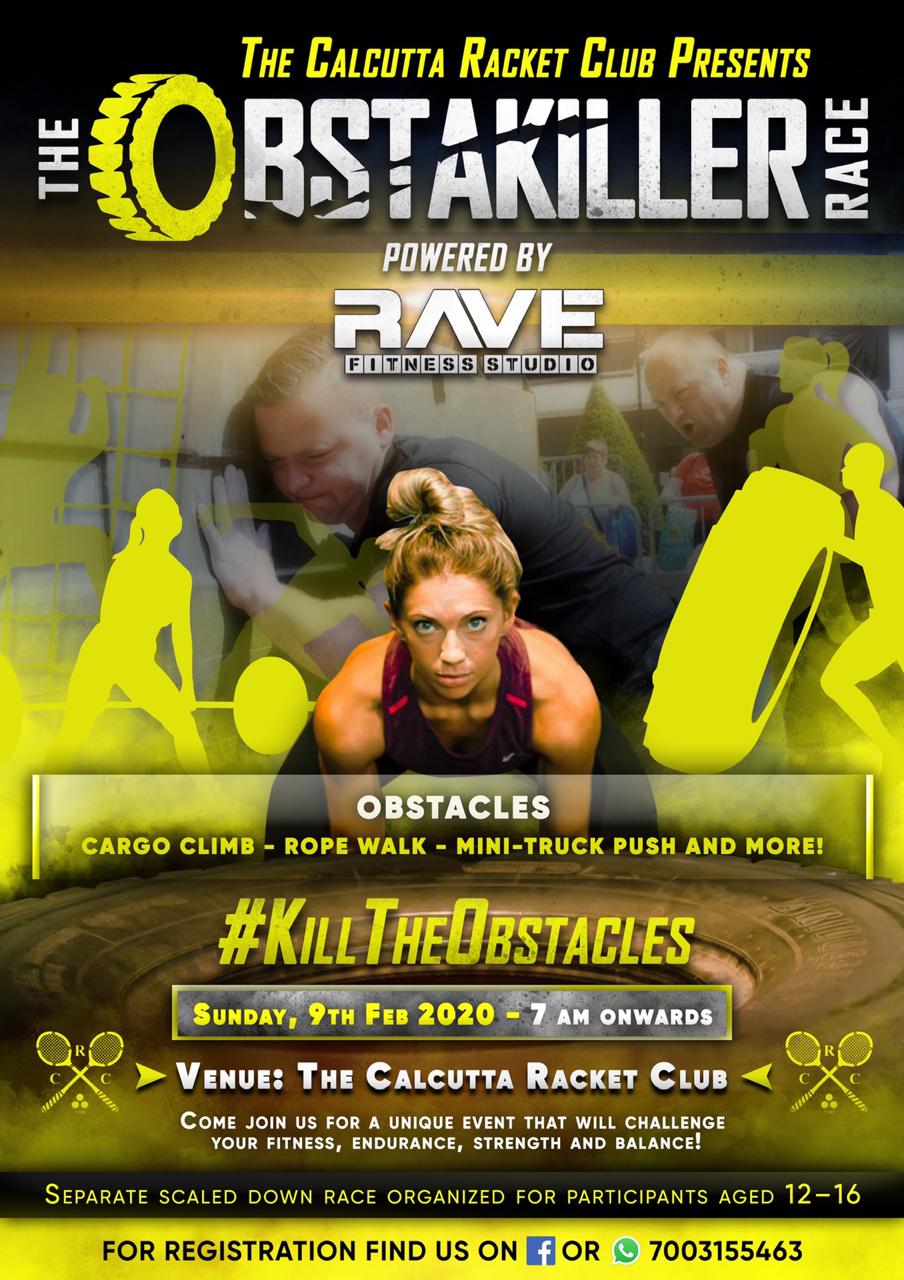 The Calcutta Racket Club Presents
THE OBSTAKILLER RACE
POWERED BY
RAVE
FITNESS STUDIO
OBSTACLES
CARGO CLIMB - ROPE WALK - MINI-TRUCK PUSH AND MORE!
#KillTheObstacles
Sunday, 9th Feb 2020 - 7 am onwards
Venue: The Calcutta Racket Club
R
C C
R
C C
Come join us for a unique event that will challenge
your fitness, endurance, strength and balance!
Separate scaled down race organized for participants aged 12–16
FOR REGISTRATION FIND US ON f OR 7003155463